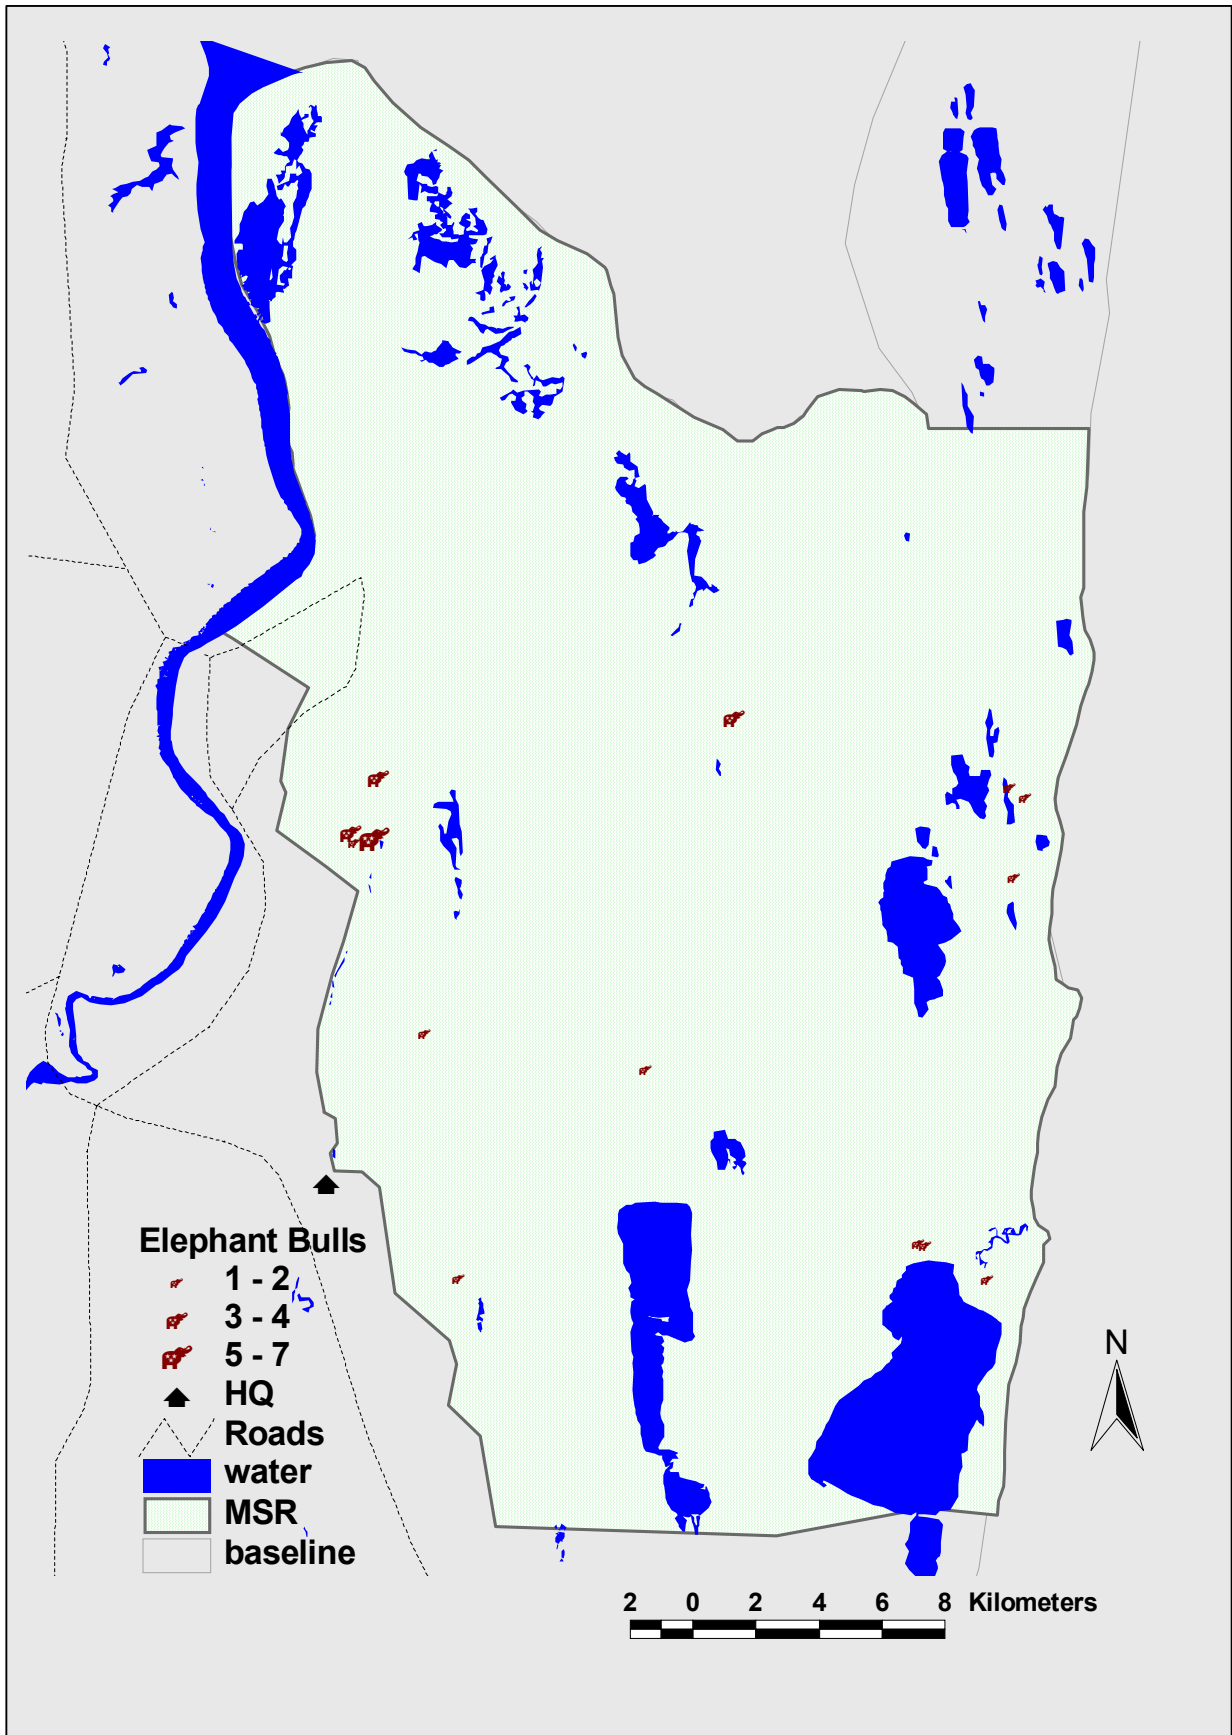 Elephant Bulls
1 - 2
3 - 4
5 - 7
HQ
Roads
water
MSR
baseline
N
2 0 2 4 6 8 Kilometers